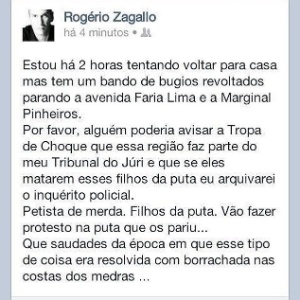 Rogério Zagallo
há 4 minutos •
Estou há 2 horas tentando voltar para casa
mas tem um bando de bugios revoltados
parando a avenida Faria Lima e a Marginal
Pinheiros.
Por favor, alguém poderia avisar a Tropa
de Choque que essa região faz parte do
meu Tribunal do Júri e que se eles
matarem esses filhos da puta eu arquivarei
o inquérito policial.
Petista de merda. Filhos da puta. Vão fazer
protesto na puta que os pariu...
Que saudades da época em que esse tipo
de coisa era resolvida com borrachada nas
costas dos medras ...